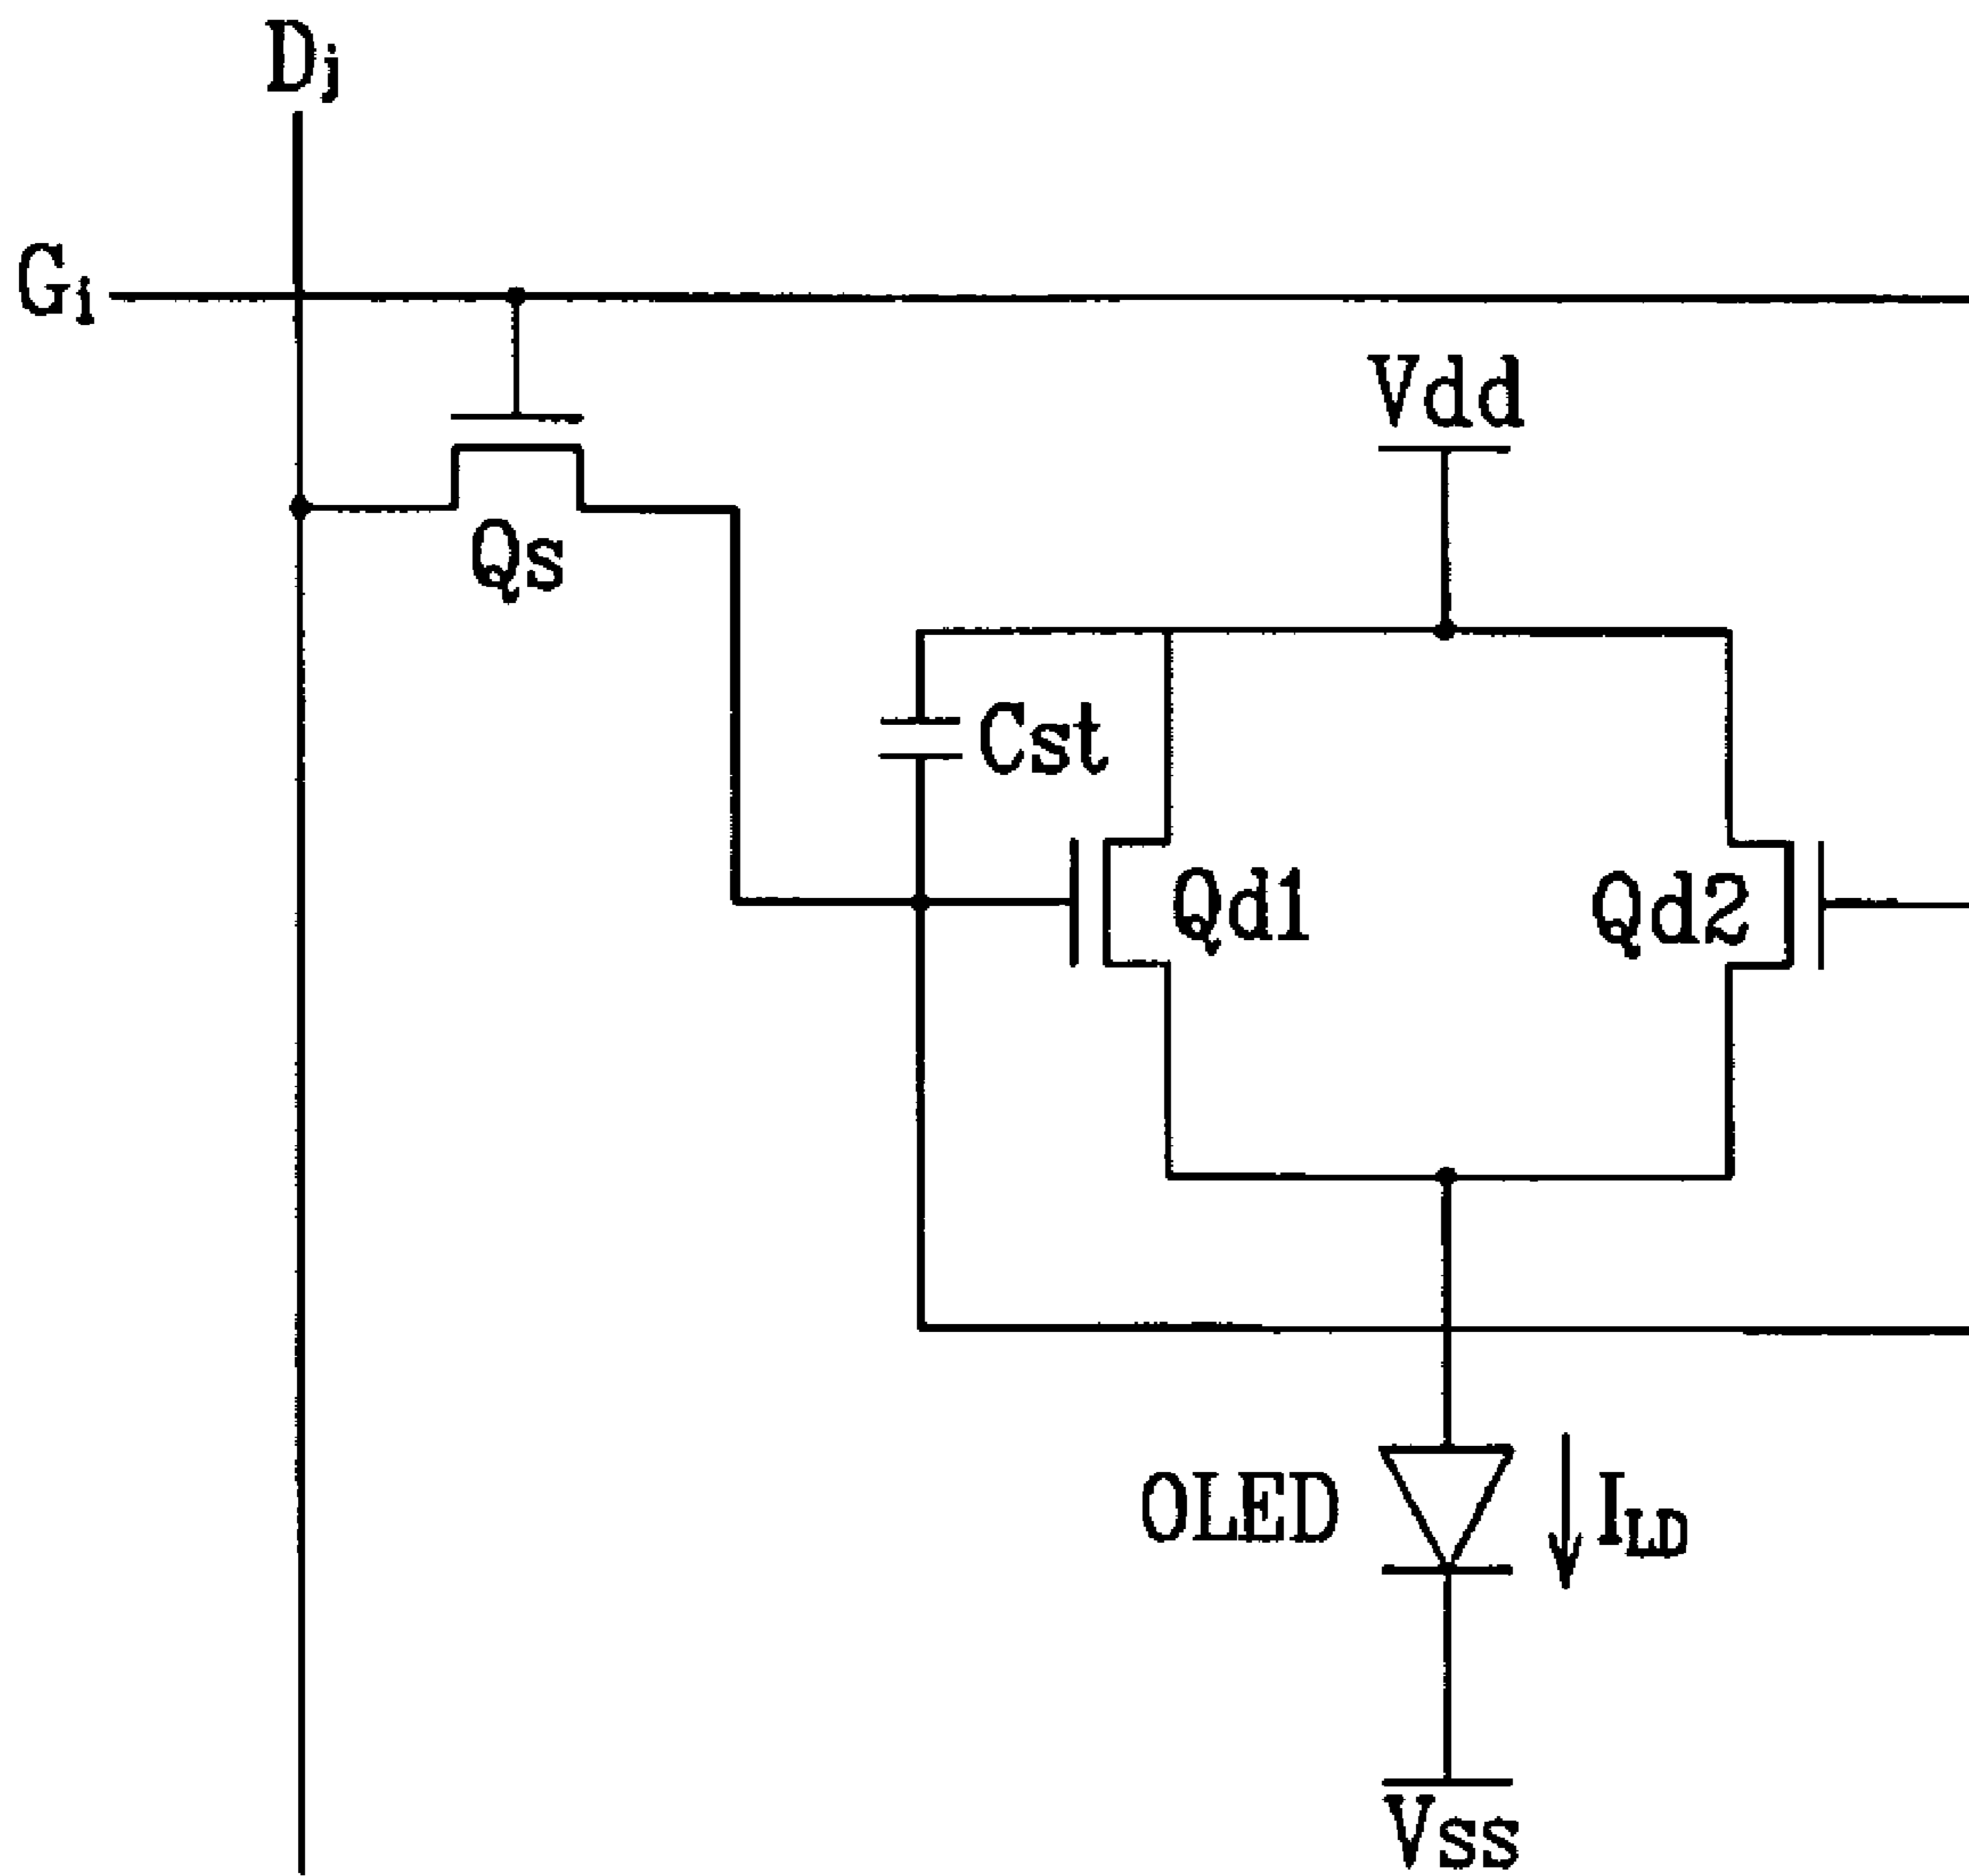 Dj
Gi
Vdd
Qs
Cst
Qd1
Qd2
OLED
ILD
Vss